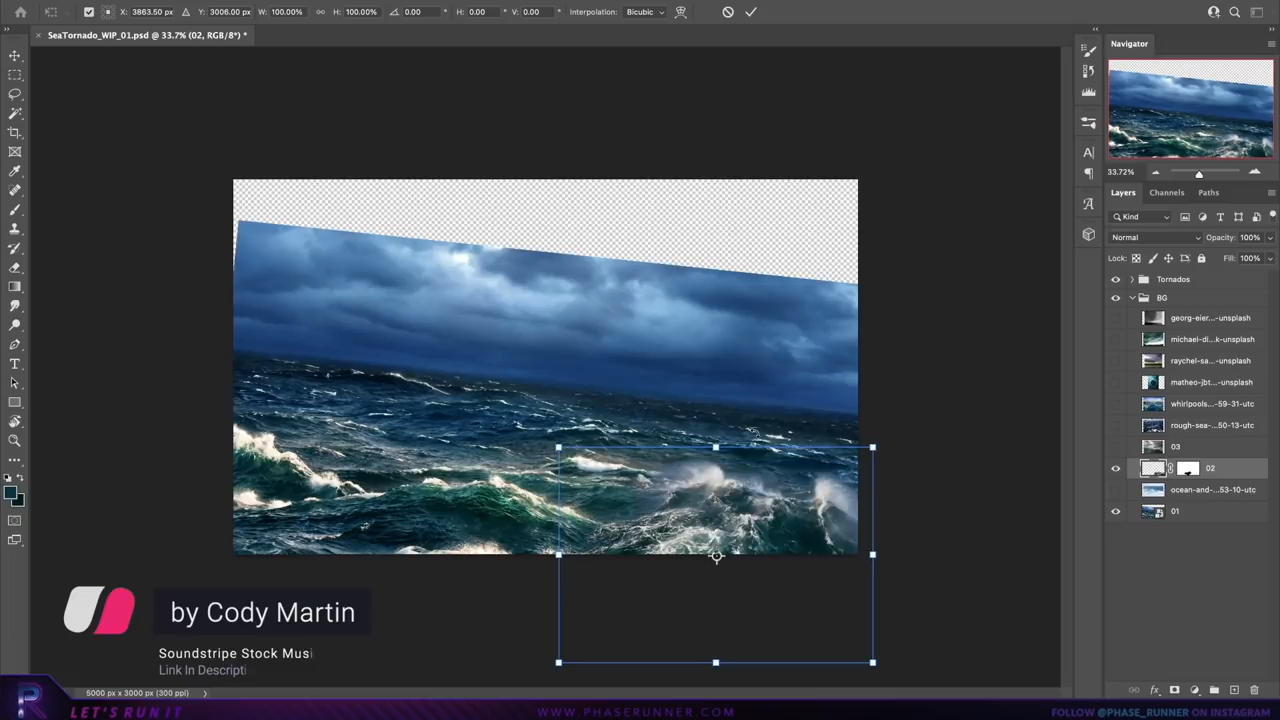 X: 3863.50 px
Y: 3006.00 px
W: 100.00%
H: 100.00%
0.00
H: 0.00
V: 0.00
Interpolation: Bicubic
SeaTornado_WIP_01.psd @ 33.7% (02, RGB/8*) *
Navigator
33.72%
Layers
Channels
Paths
Kind
Normal
Opacity: 100%
Lock:
Fill: 100%
Tornados
BG
georg-eier...-unsplash
michael-di...k-unsplash
raychel-sa...-unsplash
matheo-jbt...-unsplash
whirlpools...-59-31-utc
rough-sea-...50-13-utc
03
02
ocean-and-...53-10-utc
01
by Cody Martin
Soundstripe Stock Musi
Link In Descripti
5000 px x 3000 px (300 ppi)
LET'S RUN IT
WWW.PHASERUNNER.COM
FOLLOW @PHASE_RUNNER ON INSTAGRAM